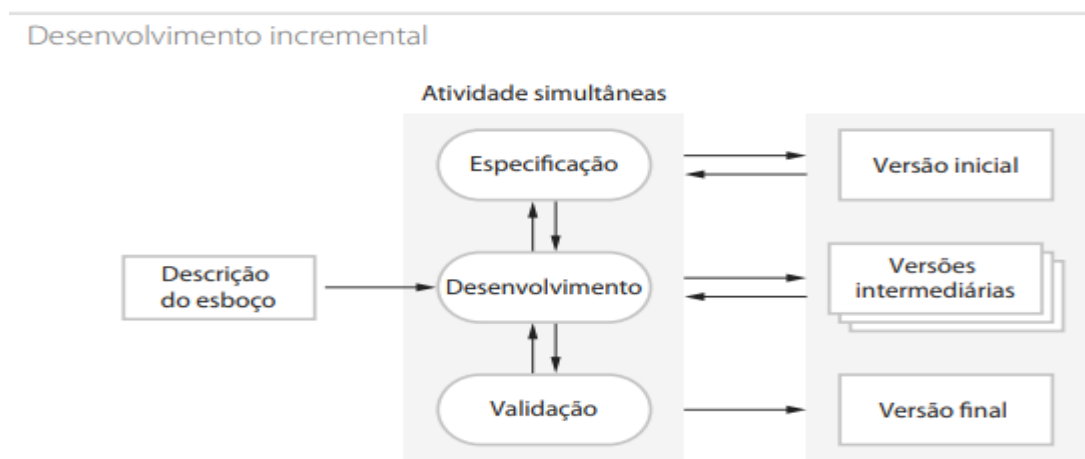 Desenvolvimento incremental
Atividade simultâneas
Especificação
Versão inicial
Descrição
do esboço
Desenvolvimento
Versões
intermediárias
Validação
Versão final